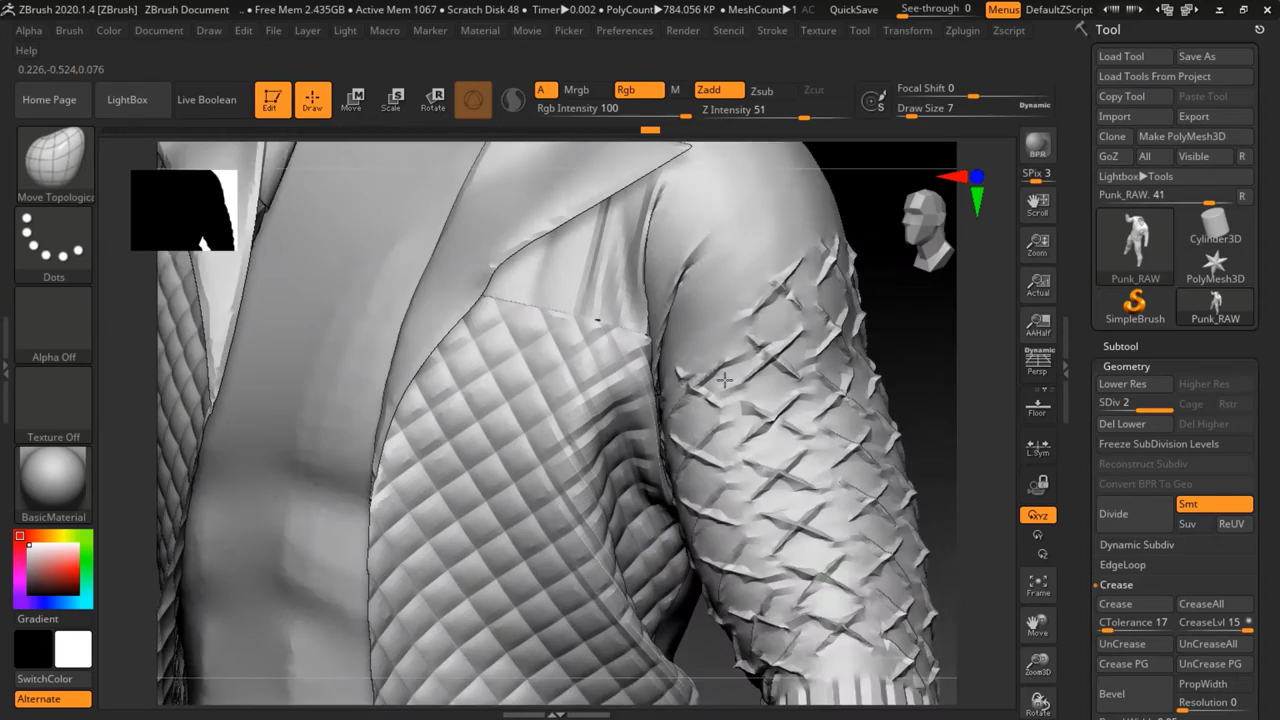 ZBrush 2020.1.4 [ZBrush] ZBrush Document .. • Free Mem 2.435GB • Active Mem 1067 • Scratch Disk 48 • Timer▶0.002 • PolyCount▶784.056 KP • MeshCount▶1 AC QuickSave See-through 0 Menus DefaultZScript
Alpha Brush Color Document Draw Edit File Layer Light Macro Marker Material Movie Picker Preferences Render Stencil Stroke Texture Tool Transform Zplugin Zscript
Help
0.226,-0.524,0.076
Home Page LightBox Live Boolean Edit Draw Move Scale Rotate
A Mrgb Rgb M Zadd Zsub Zcut
Rgb Intensity 100 Z Intensity 51
Focal Shift 0
Draw Size 7 Dynamic
Move Topologica
Dots
Alpha Off
Texture Off
BasicMaterial
Gradient
SwitchColor
Alternate
BPR
SPix 3
Scroll
Zoom
Actual
AAHalf
Dynamic
Persp
Floor
L.Sym
XYZ
Frame
Move
Zoom3D
Rotate
Tool
Load Tool Save As
Load Tools From Project
Copy Tool Paste Tool
Import Export
Clone Make PolyMesh3D
GoZ All Visible R
Lightbox▶Tools
Punk_RAW. 41 R
Punk_RAW
Cylinder3D
PolyMesh3D
SimpleBrush
Punk_RAW
Subtool
Geometry
Lower Res Higher Res
SDiv 2 Cage Rstr
Del Lower Del Higher
Freeze SubDivision Levels
Reconstruct Subdiv
Convert BPR To Geo
Divide Smt
Suv ReUV
Dynamic Subdiv
EdgeLoop
Crease
Crease CreaseAll
CTolerance 17 CreaseLvl 15
UnCrease UnCreaseAll
Crease PG UnCrease PG
Bevel PropWidth
Resolution 0